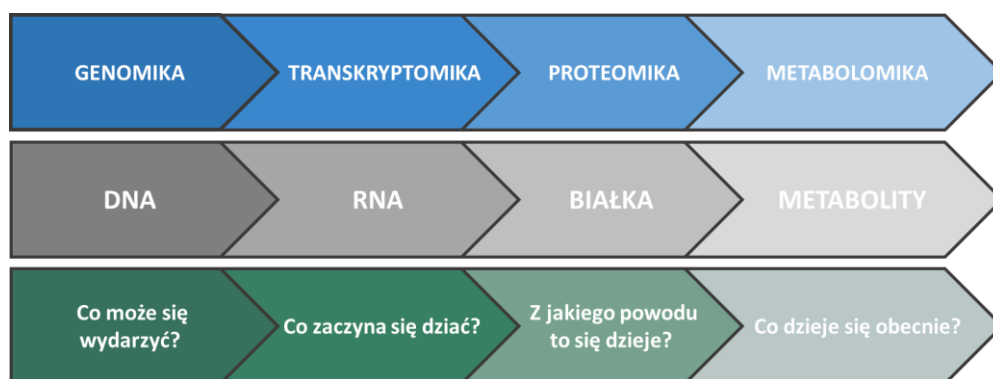 GENOMIKA
TRANSKRYPTOMIKA
PROTEOMIKA
METABOLOMIKA
DNA
RNA
BIAŁKA
METABOLITY
Co może się
wydarzyć?
Co zaczyna się dziać?
Z jakiego powodu
to się dzieje?
Co dzieje się obecnie?